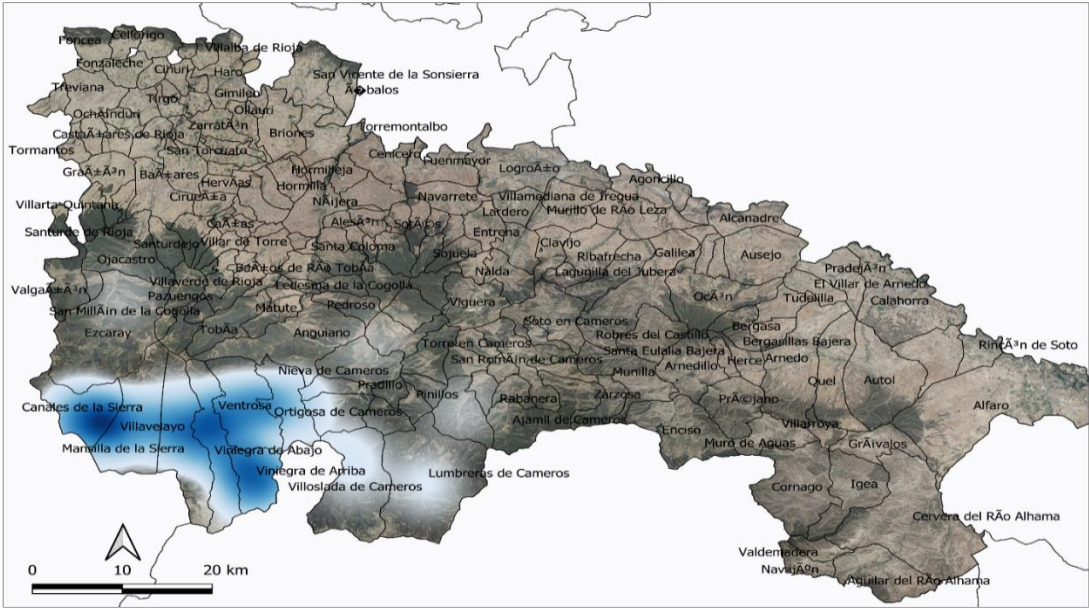 Cellorigo
Foncea
Villalba de Rioja
Fonzaleche
Cihuri
Haro
San Vicente de la Sonsierra
Treviana
Tirgo
Gimileo
Ã�balos
OchÃ¡nduri
Ollauri
ZarratÃ³n
CastaÃ±ares de Rioja
Briones
Torremontalbo
Tormantos
San Torcuato
Cenicero
Fuenmayor
GraÃ±Ã³n
BaÃ±ares
Hormilleja
LogroÃ±o
HervÃ­as
Hormilla
Agoncillo
CirueÃ±a
NÃ¡jera
Navarrete
Villamediana de Iregua
Villarta-Quintana
Lardero
Murillo de RÃ­o Leza
Alcanadre
CaÃ±as
AlesÃ³n
SotÃ©s
Santurde de Rioja
Entrena
Santurdejo
Villar de Torre
Santa Coloma
Clavijo
Ojacastro
Sojuela
Ribafrecha
Galilea
Ausejo
BaÃ±os de RÃ­o TobÃ­a
Nalda
Lagunilla del Jubera
PradejÃ³n
Villaverde de Rioja
Ledesma de la Cogolla
El Villar de Arnedo
ValgaÃ±Ã³n
Pazuengos
OcÃ³n
Tudelilla
Calahorra
San MillÃ¡n de la Cogolla
Matute
Pedroso
Viguera
Ezcaray
TobÃ­a
Anguiano
Soto en Cameros
Bergasa
Robres del Castillo
Torre en Cameros
Bergasillas Bajera
RincÃ³n de Soto
Santa Eulalia Bajera
San RomÃ¡n de Cameros
Herce
Arnedo
Nieva de Cameros
Munilla
Arnedillo
Pradillo
Quel
Autol
Pinillos
Zarzosa
Rabanera
PrÃ©jano
Ventrosa
Canales de la Sierra
Ortigosa de Cameros
Alfaro
Villavelayo
Ajamil de Cameros
Villarroya
Enciso
Mansilla de la Sierra
Viniegra de Abajo
Muro de Aguas
GrÃ¡valos
Viniegra de Arriba
Lumbreras de Cameros
Villoslada de Cameros
Cornago
Igea
Cervera del RÃ­o Alhama
Valdemadera
NavajÃºn
Aguilar del RÃ­o Alhama
0 10 20 km